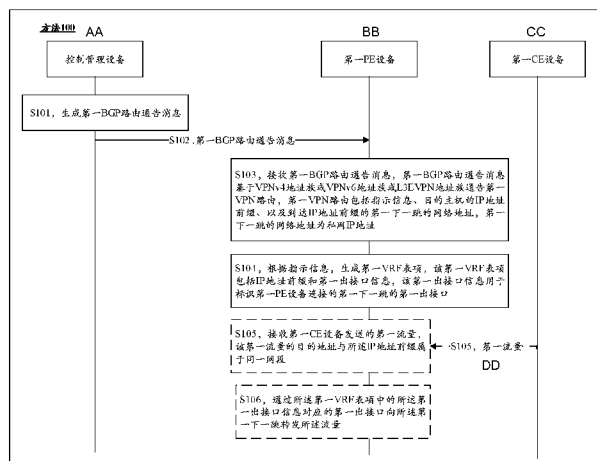 方法100
AA
BB
CC
控制管理设备
第一PE设备
第一CE设备
S101，生成第一BGP路由通告消息
S102，第一BGP路由通告消息
S103，接收第一BGP路由通告消息，第一BGP路由通告消息
基于VPNv4地址族或VPNv6地址族或L3EVPN地址族通告第一
VPN路由，第一VPN路由包括指示信息、目的主机的IP地址
前缀、以及到达IP地址前缀的第一下一跳的网络地址，第一
下一跳的网络地址为私网IP地址
S104，根据指示信息，生成第一VRF表项，该第一VRF表项
包括IP地址前缀和第一出接口信息，该第一出接口信息用于
标识第一PE设备连接的第一下一跳的第一出接口
S105，接收第一CE设备发送的第一流量，
该第一流量的目的地址与所述IP地址前缀属
于同一网段
S105，第一流量
DD
S106，通过所述第一VRF表项中的所述第
一出接口信息对应的第一出接口向所述第
一下一跳转发所述流量